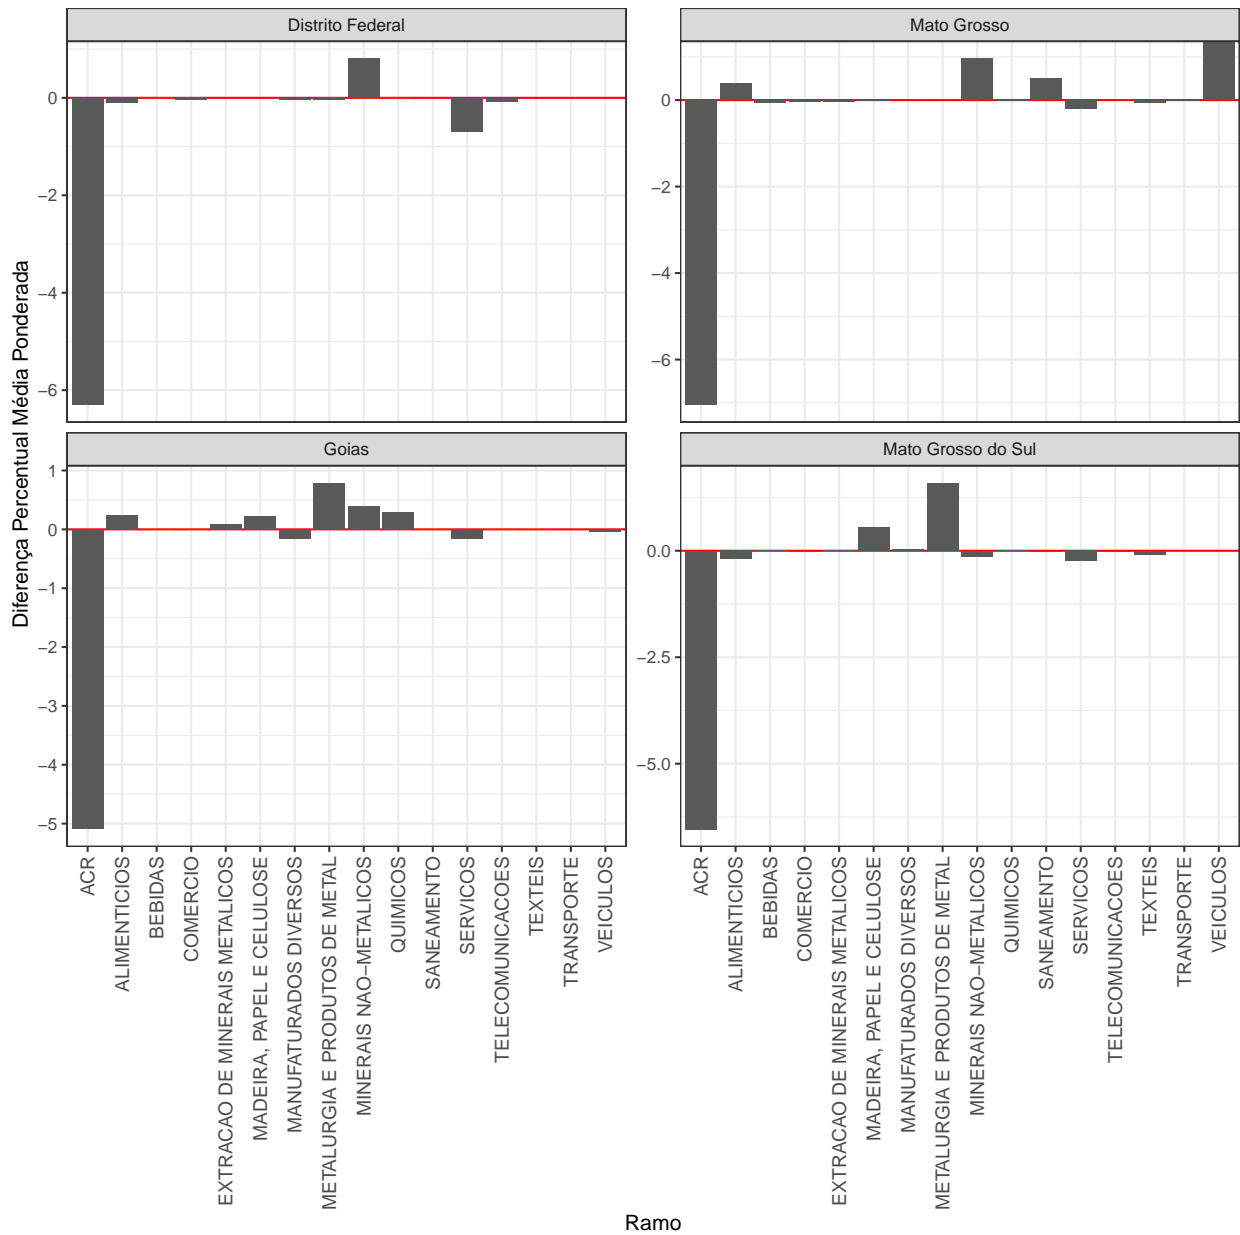 Distrito Federal
Mato Grosso
0
−2
−4
−6
0
−2
−4
−6
Goias
Mato Grosso do Sul
1
0
−1
−2
−3
−4
−5
0.0
−2.5
−5.0
Diferença Percentual Média Ponderada
ACR
ALIMENTICIOS
BEBIDAS
COMERCIO
EXTRACAO DE MINERAIS METALICOS
MADEIRA, PAPEL E CELULOSE
MANUFATURADOS DIVERSOS
METALURGIA E PRODUTOS DE METAL
MINERAIS NAO−METALICOS
QUIMICOS
SANEAMENTO
SERVICOS
TELECOMUNICACOES
TEXTEIS
TRANSPORTE
VEICULOS
ACR
ALIMENTICIOS
BEBIDAS
COMERCIO
EXTRACAO DE MINERAIS METALICOS
MADEIRA, PAPEL E CELULOSE
MANUFATURADOS DIVERSOS
METALURGIA E PRODUTOS DE METAL
MINERAIS NAO−METALICOS
QUIMICOS
SANEAMENTO
SERVICOS
TELECOMUNICACOES
TEXTEIS
TRANSPORTE
VEICULOS
Ramo